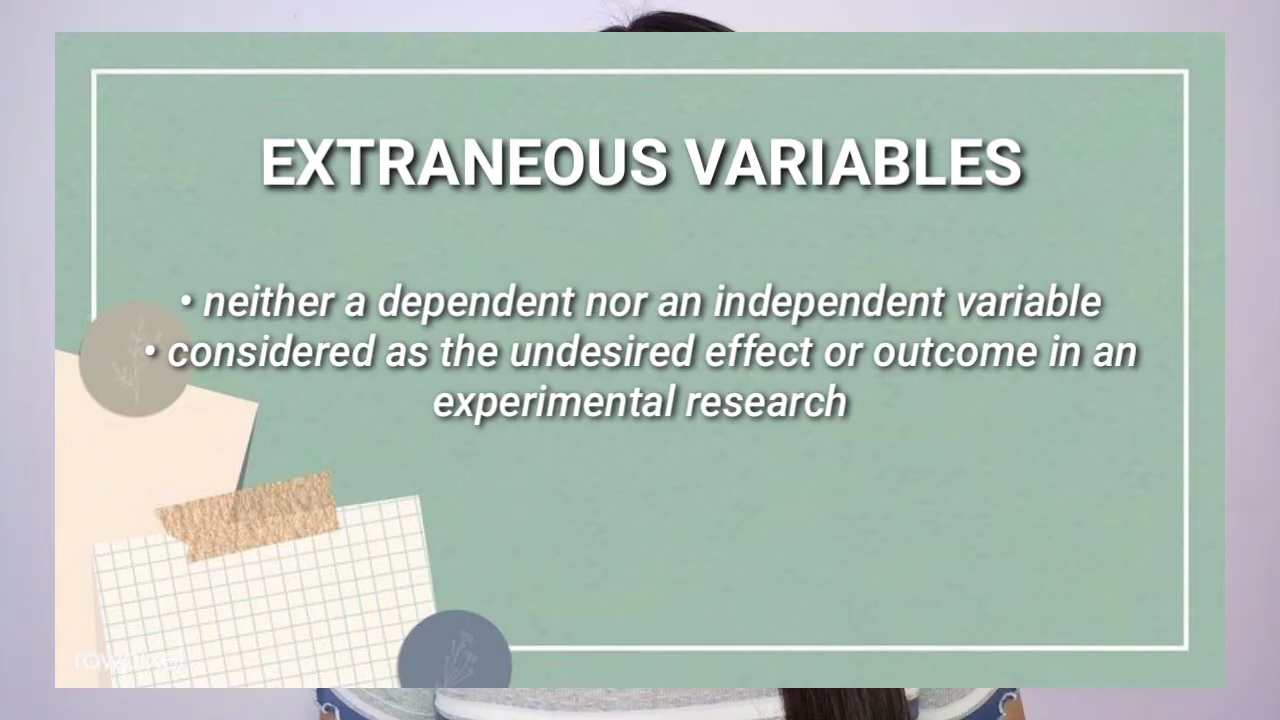 EXTRANEOUS VARIABLES
• neither a dependent nor an independent variable
• considered as the undesired effect or outcome in an
experimental research
rawpixel